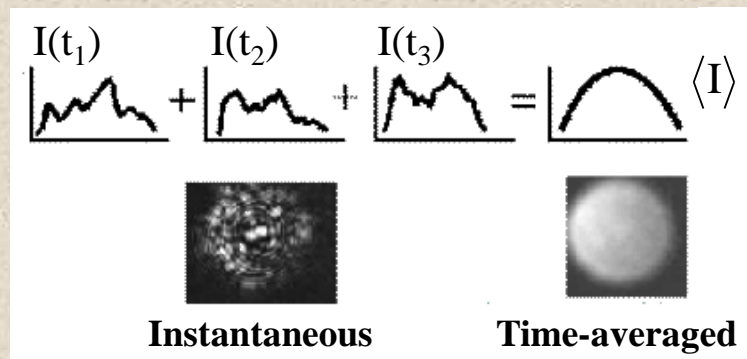 I(t₁) I(t₂) I(t₃)
+ + = ⟨I⟩
Instantaneous Time-averaged